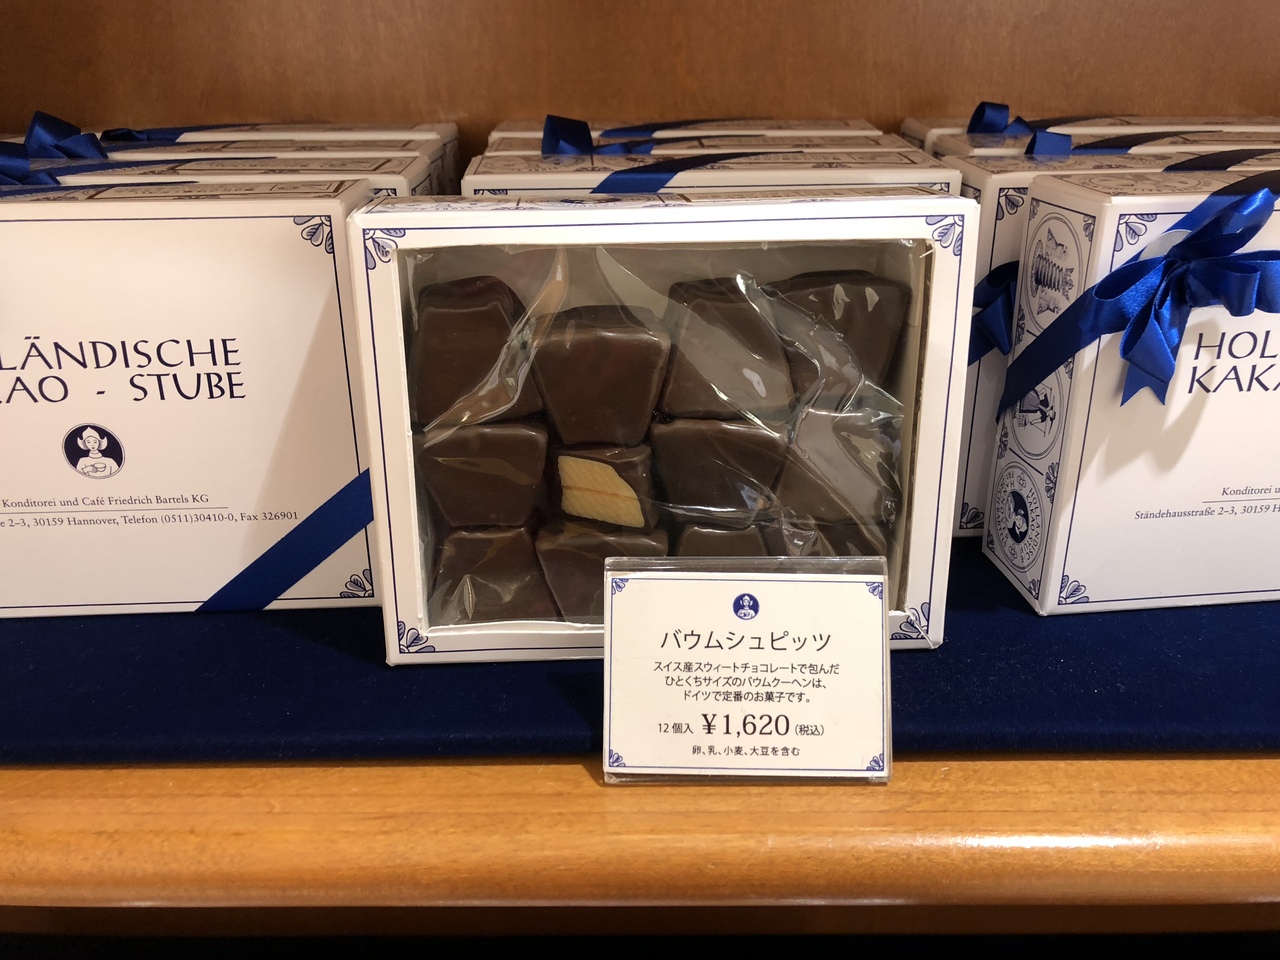 LÄNDISCHE
AO - STUBE
Konditorei und Café Friedrich Bartels KG
e 2–3, 30159 Hannover, Telefon (0511)30410-0, Fax 326901
バウムシュピッツ
スイス産スウィートチョコレートで包んだ
ひとくちサイズのバウムクーヘンは、
ドイツで定番のお菓子です。
12個入 ¥1,620 (税込)
卵、乳、小麦、大豆を含む
HOL
KAKA
Konditorei u
Ständehausstraße 2–3, 30159 H